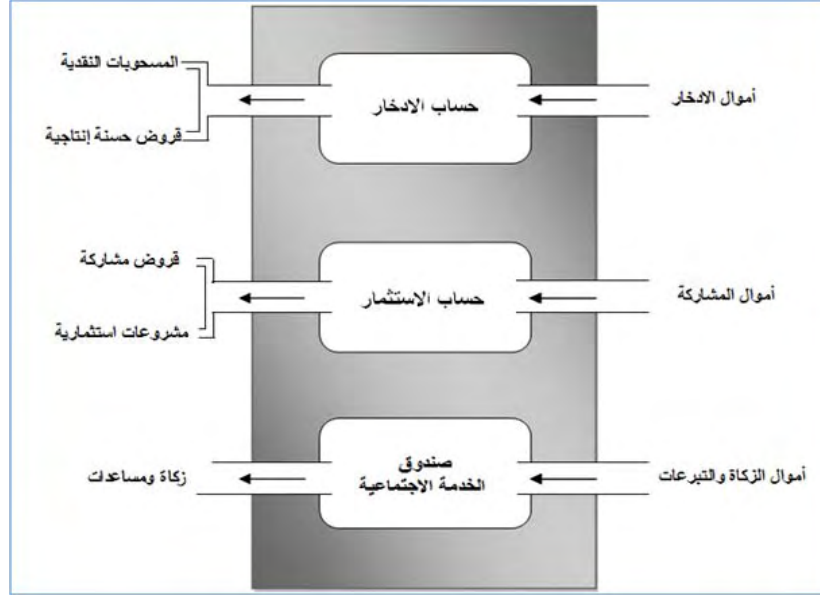 أموال الادخار
حساب الادخار
المسحوبات النقدية
قروض حسنة إنتاجية
أموال المشاركة
حساب الاستثمار
قروض مشاركة
مشروعات استثمارية
أموال الزكاة والتبرعات
صندوق
الخدمة الاجتماعية
زكاة ومساعدات